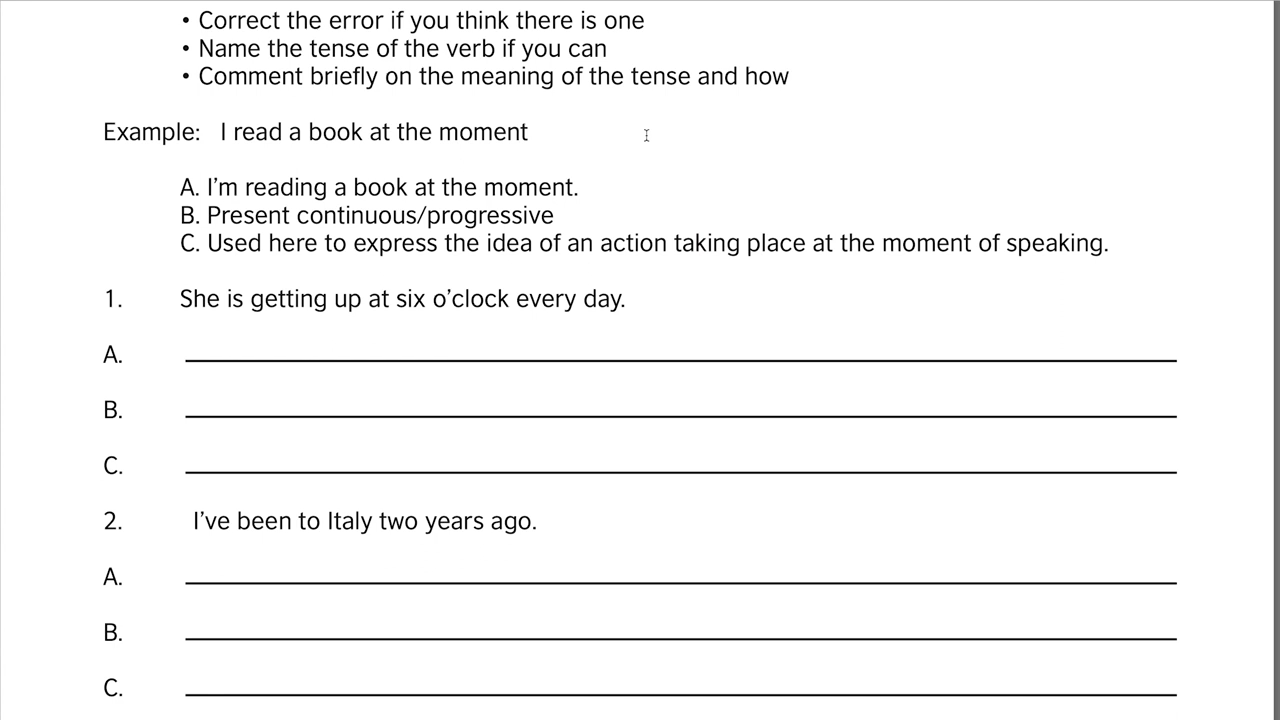 • Correct the error if you think there is one
• Name the tense of the verb if you can
• Comment briefly on the meaning of the tense and how
Example: I read a book at the moment
A. I’m reading a book at the moment.
B. Present continuous/progressive
C. Used here to express the idea of an action taking place at the moment of speaking.
1. She is getting up at six o’clock every day.
A.
B.
C.
2. I’ve been to Italy two years ago.
A.
B.
C.